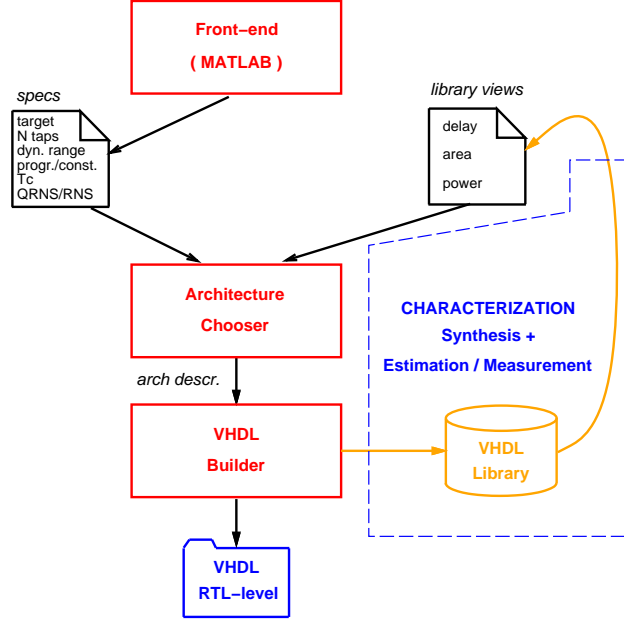 Front-end
( MATLAB )
specs
target
N taps
dyn. range
progr./const.
Tc
QRNS/RNS
library views
delay
area
power
Architecture
Chooser
CHARACTERIZATION
Synthesis +
Estimation / Measurement
arch descr.
VHDL
Builder
VHDL
Library
VHDL
RTL-level